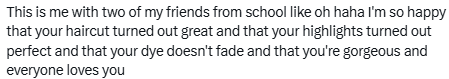 This is me with two of my friends from school like oh haha I'm so happy
that your haircut turned out great and that your highlights turned out
perfect and that your dye doesn't fade and that you're gorgeous and
everyone loves you